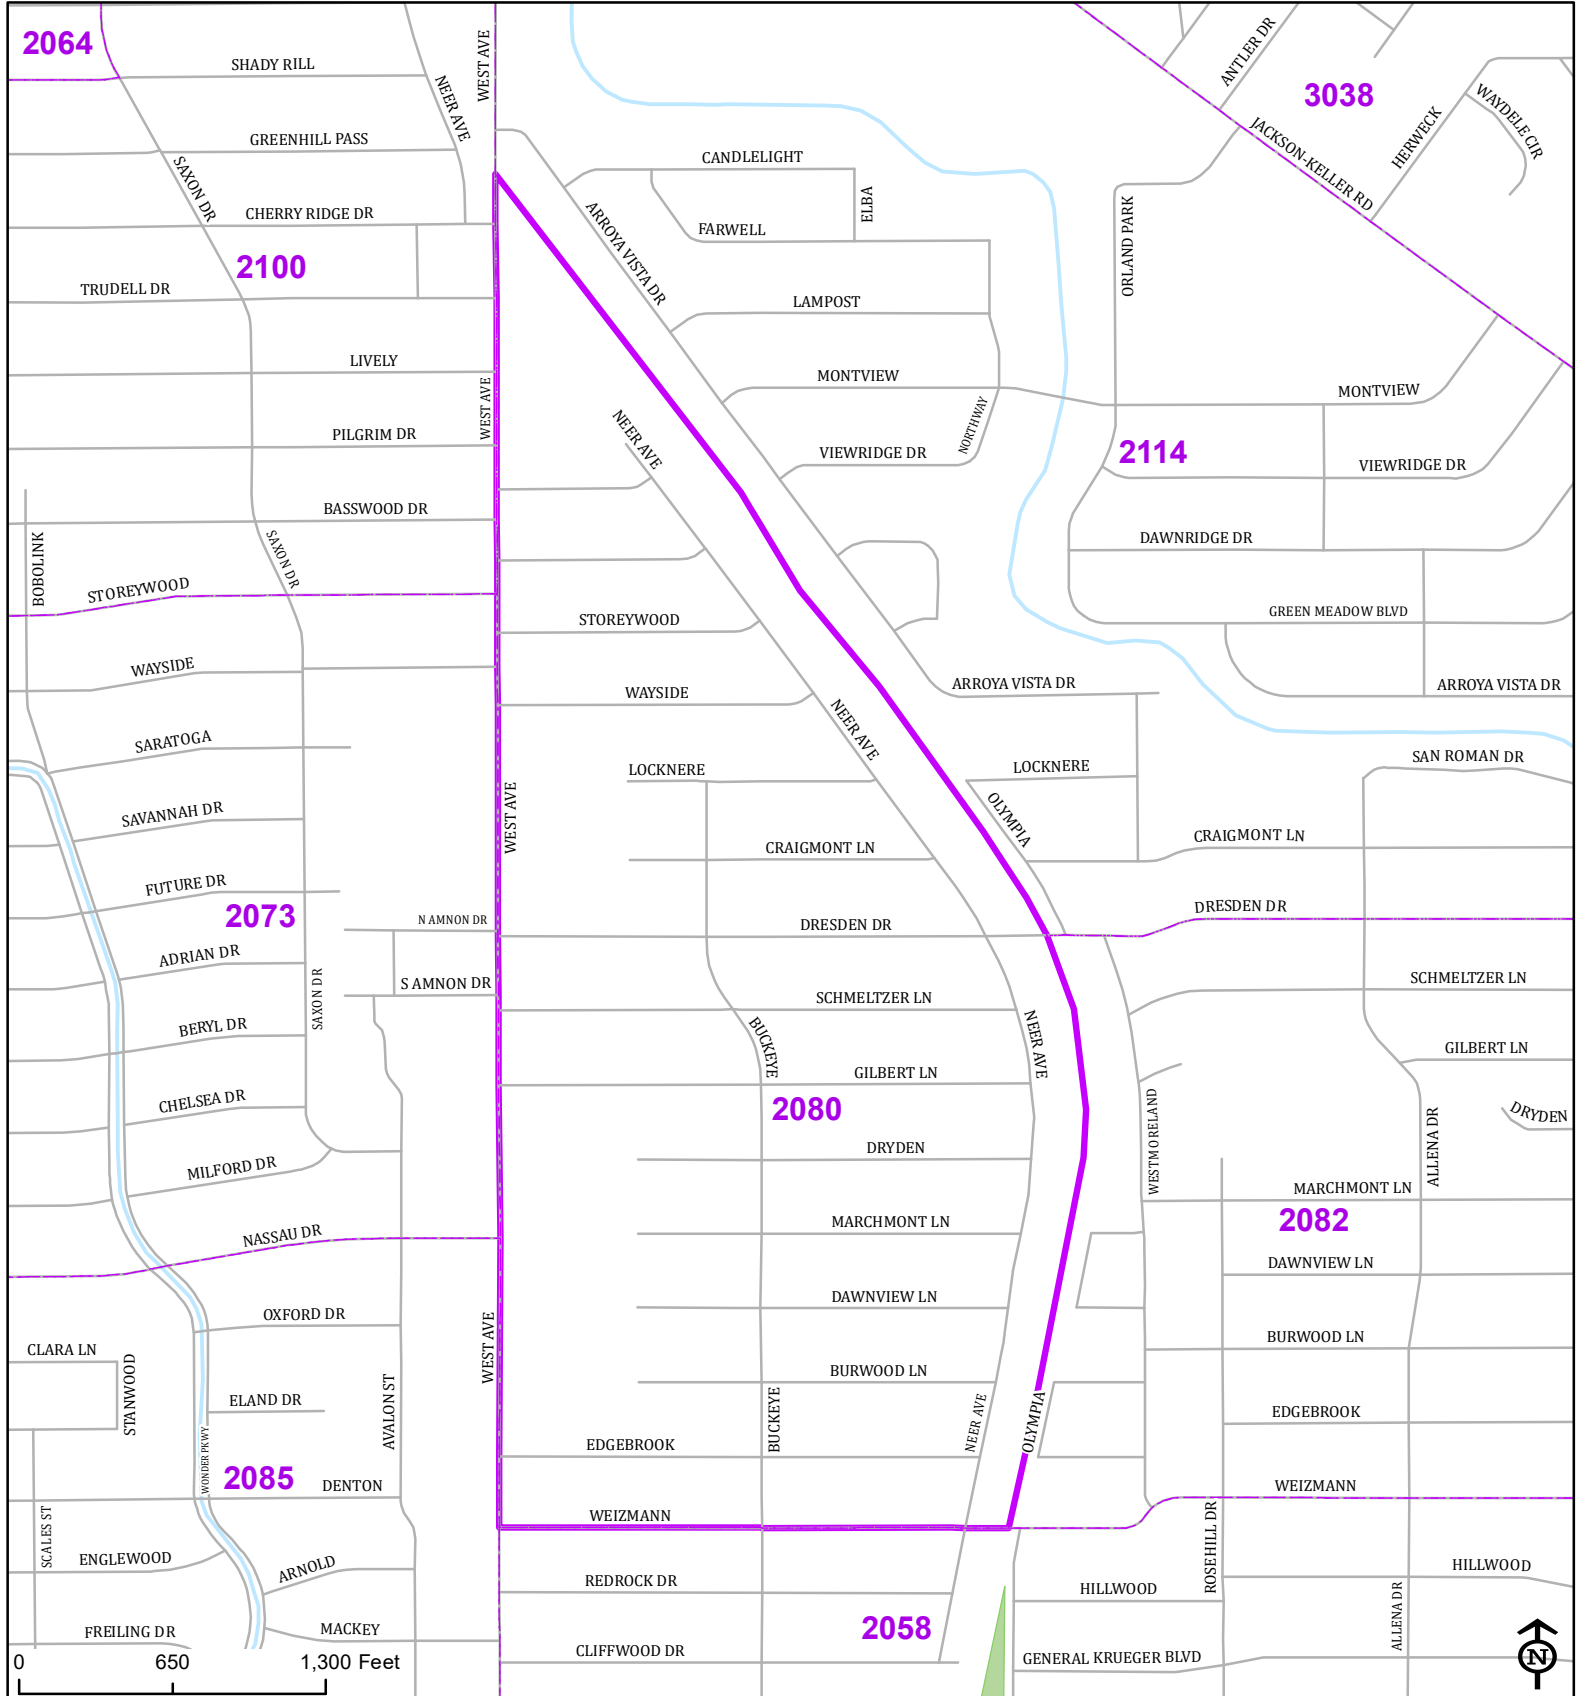 2064
SHADY RILL
NEER AVE
WEST AVE
ANTLER DR
3038
WAYDELE CIR
HERWECK
JACKSON-KELLER RD
GREENHILL PASS
SAXON DR
CANDLELIGHT
ELBA
CHERRY RIDGE DR
ARROYA VISTA DR
FARWELL
ORLAND PARK
2100
TRUDELL DR
LAMPOST
LIVELY
WEST AVE
MONTVIEW
MONTVIEW
NORTHWAY
PILGRIM DR
NEER AVE
VIEWRIDGE DR
2114
VIEWRIDGE DR
BASSWOOD DR
BOBOLINK
SAXON DR
DAWNRIDGE DR
STOREYWOOD
STOREYWOOD
GREEN MEADOW BLVD
WAYSIDE
WAYSIDE
NEER AVE
ARROYA VISTA DR
ARROYA VISTA DR
SARATOGA
LOCKNERE
LOCKNERE
SAN ROMAN DR
SAVANNAH DR
WEST AVE
OLYMPIA
CRAIGMONT LN
CRAIGMONT LN
FUTURE DR
2073
N AMNON DR
DRESDEN DR
DRESDEN DR
ADRIAN DR
SAXON DR
S AMNON DR
SCHMELTZER LN
SCHMELTZER LN
BERYL DR
BUCKEYE
NEER AVE
GILBERT LN
GILBERT LN
CHELSEA DR
2080
WESTMORELAND
ALLENA DR
DRYDEN
MILFORD DR
DRYDEN
MARCHMONT LN
NASSAU DR
MARCHMONT LN
2082
DAWNVIEW LN
OXFORD DR
DAWNVIEW LN
WEST AVE
CLARA LN
STANWOOD
BURWOOD LN
BURWOOD LN
ELAND DR
AVALON ST
BUCKEYE
NEER AVE
OLYMPIA
EDGEBROOK
WONDER PKWY
EDGEBROOK
2085
DENTON
WEIZMANN
WEIZMANN
SCALES ST
ROSEHILL DR
ENGLEWOOD
ARNOLD
REDROCK DR
HILLWOOD
HILLWOOD
ALLENA DR
FREILING DR
MACKEY
2058
CLIFFWOOD DR
GENERAL KRUEGER BLVD
0 650 1,300 Feet
N